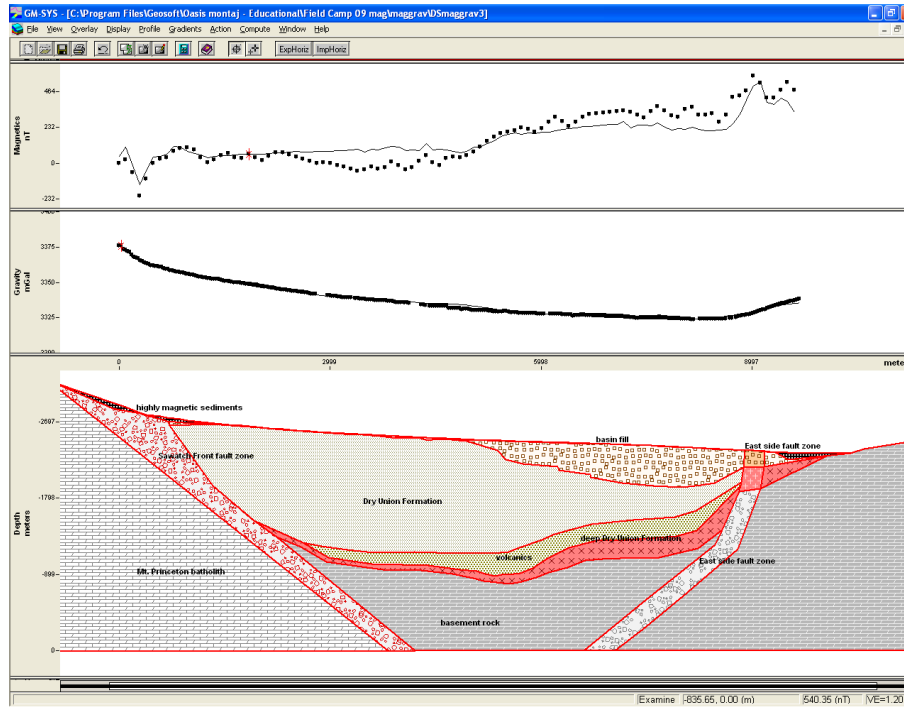 GM-SYS - [C:\Program Files\Geosoft\Oasis montaj - Educational\Field Camp 09 mag\maggrav\DSmaggrav3]
File View Overlay Display Profile Gradients Action Compute Window Help
ExpHoriz ImpHoriz
Magnetics
nT
464
232
0
-232
Gravity
mGal
3400
3375
3350
3325
3300
0 2999 5998 8997 mete
Depth
meters
-2697
-1798
-899
0
highly magnetic sediments
basin fill
East side fault zone
Sawatch Front fault zone
Dry Union Formation
deep Dry Union Formation
volcanics
East side fault zone
Mt. Princeton batholith
basement rock
Examine -835.65, 0.00 (m) 540.35 (nT) VE=1.20